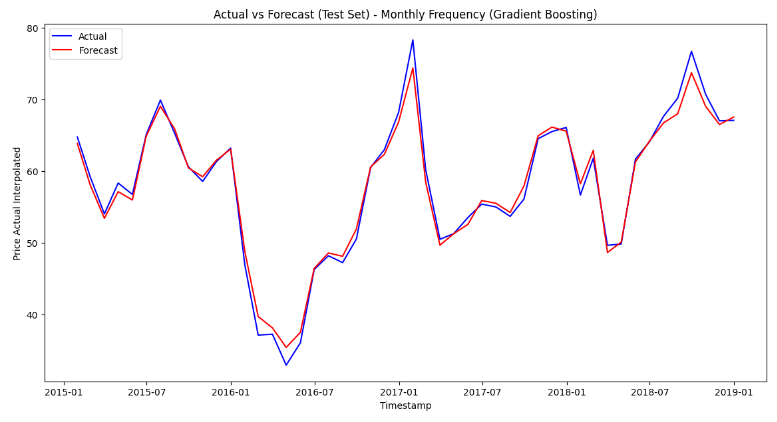 Actual vs Forecast (Test Set) - Monthly Frequency (Gradient Boosting)
Actual
Forecast
80
70
60
50
40
Price Actual Interpolated
2015-01 2015-07 2016-01 2016-07 2017-01 2017-07 2018-01 2018-07 2019-01
Timestamp